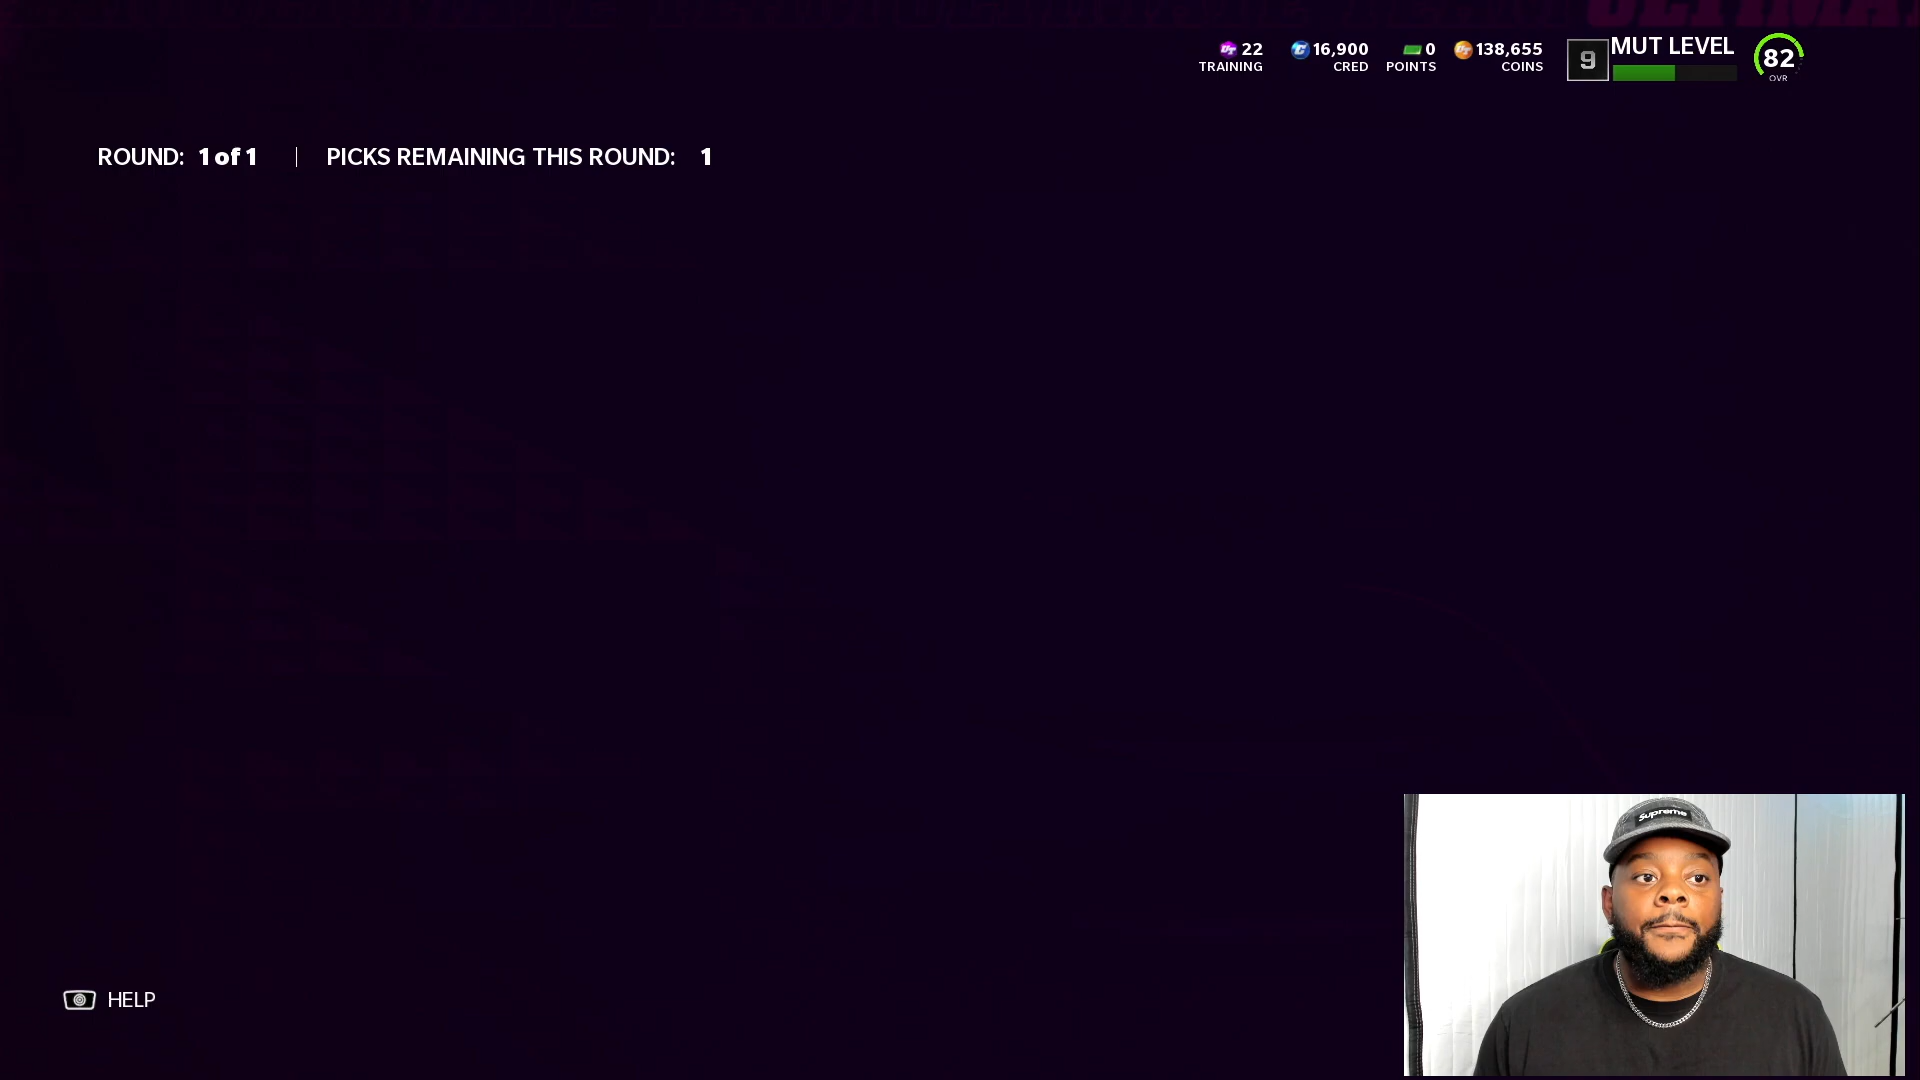 22
TRAINING
16,900
CRED
0
POINTS
138,655
COINS
9
MUT LEVEL
82
OVR
ROUND: 1 of 1 | PICKS REMAINING THIS ROUND: 1
HELP
Supreme